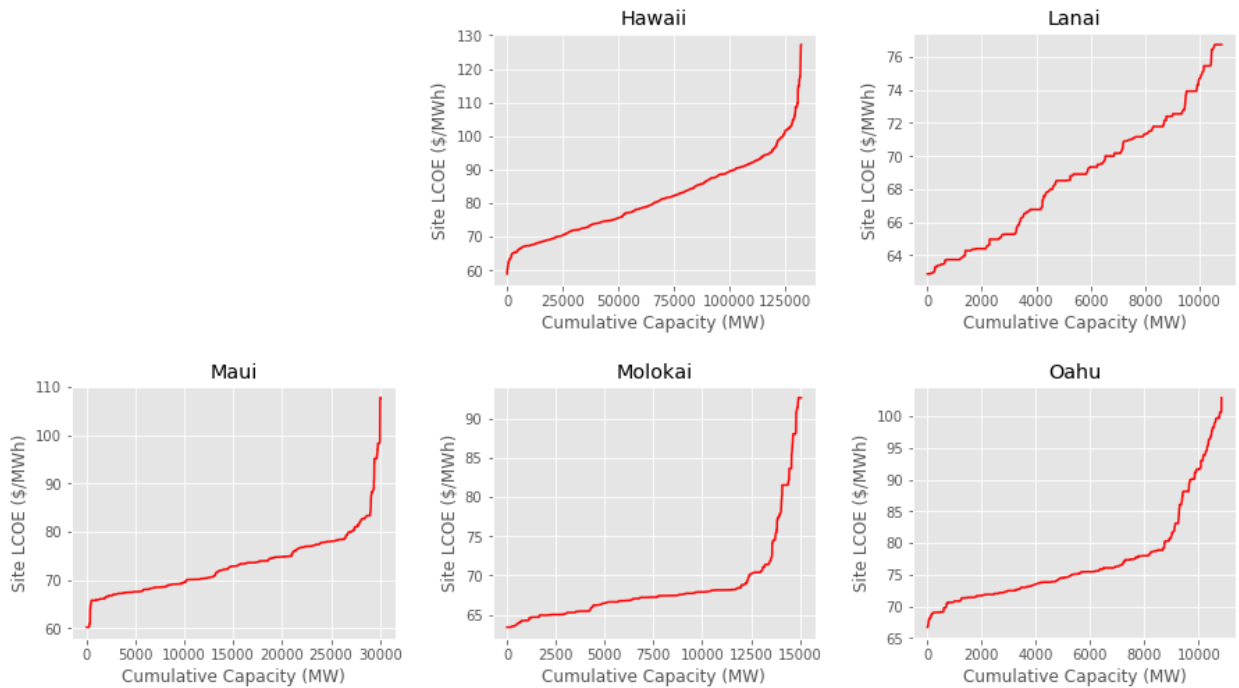 Hawaii
Site LCOE ($/MWh)
130
120
110
100
90
80
70
60
0 25000 50000 75000 100000 125000
Cumulative Capacity (MW)
Lanai
Site LCOE ($/MWh)
76
74
72
70
68
66
64
0 2000 4000 6000 8000 10000
Cumulative Capacity (MW)
Maui
Site LCOE ($/MWh)
110
100
90
80
70
60
0 5000 10000 15000 20000 25000 30000
Cumulative Capacity (MW)
Molokai
Site LCOE ($/MWh)
90
85
80
75
70
65
0 2500 5000 7500 10000 12500 15000
Cumulative Capacity (MW)
Oahu
Site LCOE ($/MWh)
100
95
90
85
80
75
70
65
0 2000 4000 6000 8000 10000
Cumulative Capacity (MW)